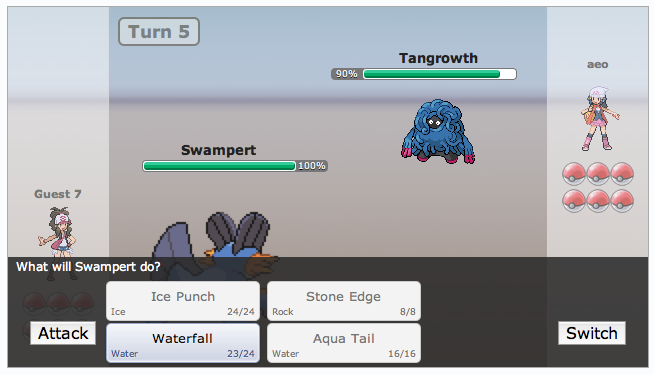 Turn 5
Tangrowth
90%
aeo
Swampert
100%
Guest 7
What will Swampert do?
Ice Punch
Ice 24/24
Stone Edge
Rock 8/8
Attack
Waterfall
Water 23/24
Aqua Tail
Water 16/16
Switch